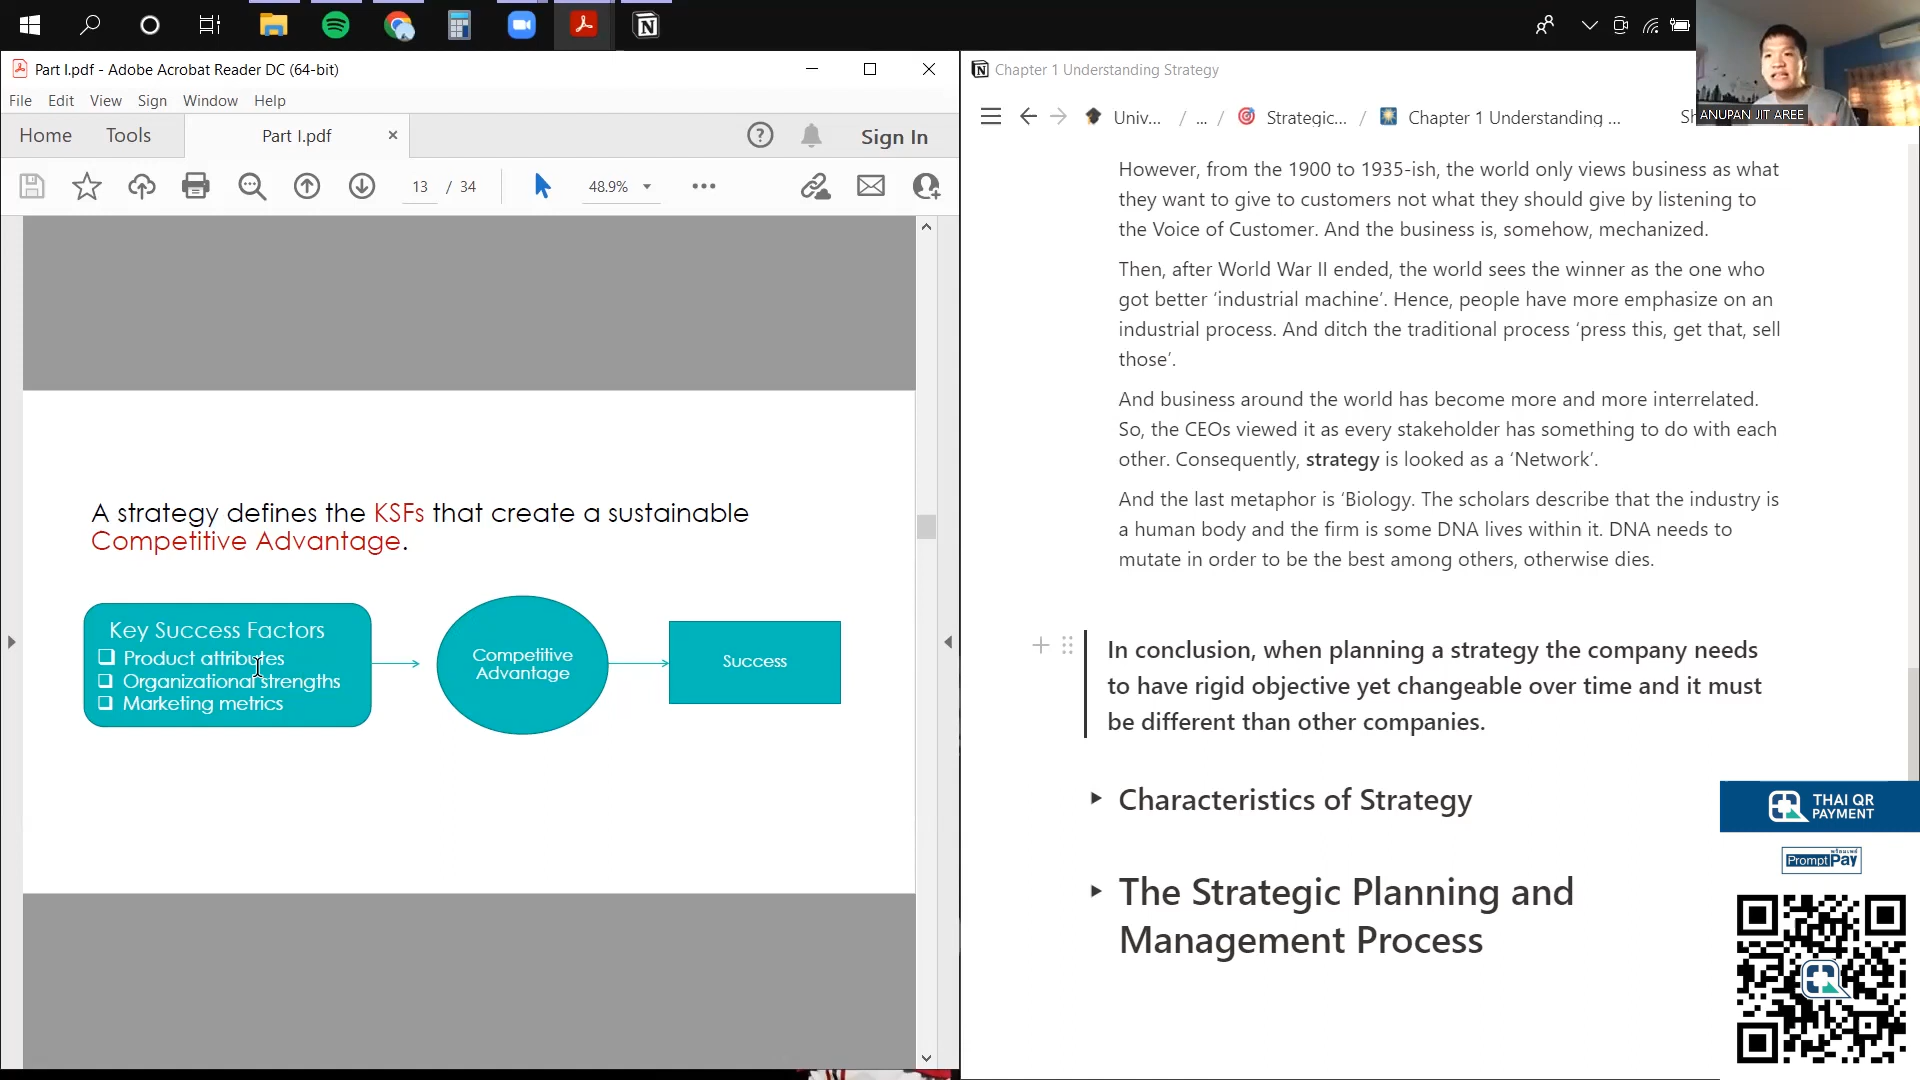 Part I.pdf - Adobe Acrobat Reader DC (64-bit)
File Edit View Sign Window Help
Home Tools Part I.pdf × Sign In
13 / 34 48.9%
A strategy defines the KSFs that create a sustainable
Competitive Advantage.
Key Success Factors
Product attributes
Organizational strengths
Marketing metrics
Competitive
Advantage
Success
Chapter 1 Understanding Strategy
Univ... / ... / Strategic... / Chapter 1 Understanding ...
ANUPAN JIT AREE
However, from the 1900 to 1935-ish, the world only views business as what
they want to give to customers not what they should give by listening to
the Voice of Customer. And the business is, somehow, mechanized.
Then, after World War II ended, the world sees the winner as the one who
got better ‘industrial machine’. Hence, people have more emphasize on an
industrial process. And ditch the traditional process ‘press this, get that, sell
those’.
And business around the world has become more and more interrelated.
So, the CEOs viewed it as every stakeholder has something to do with each
other. Consequently, strategy is looked as a ‘Network’.
And the last metaphor is ‘Biology. The scholars describe that the industry is
a human body and the firm is some DNA lives within it. DNA needs to
mutate in order to be the best among others, otherwise dies.
In conclusion, when planning a strategy the company needs
to have rigid objective yet changeable over time and it must
be different than other companies.
Characteristics of Strategy
The Strategic Planning and
Management Process
THAI QR
PAYMENT
PromptPay